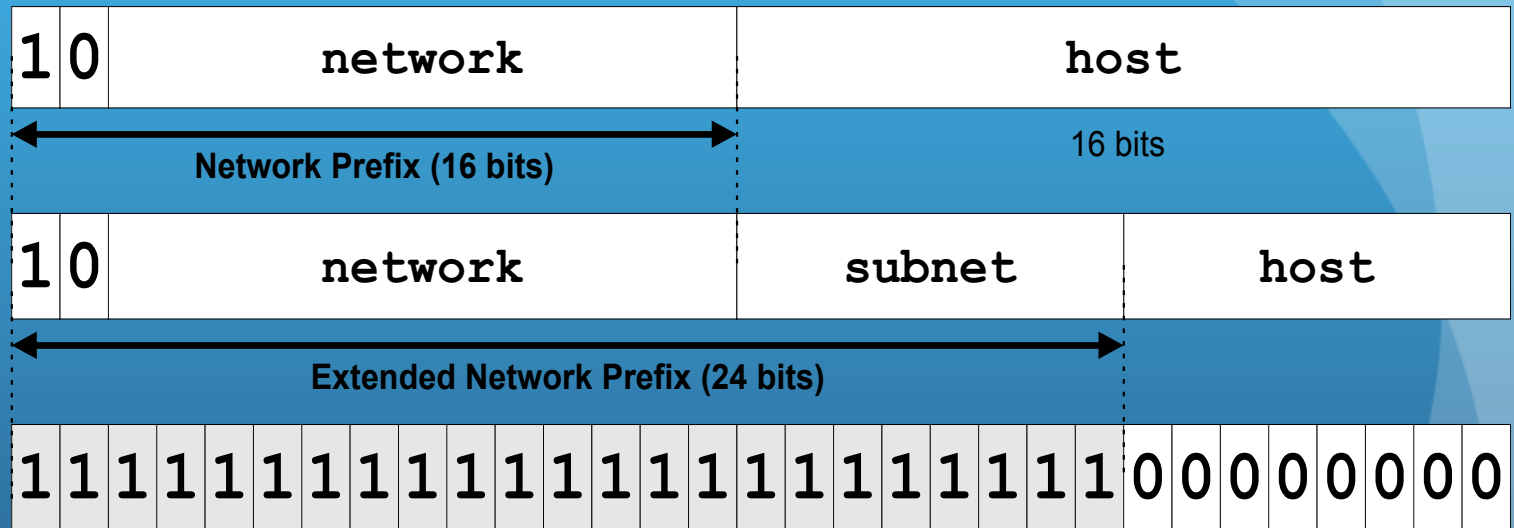 1 0 network host
Network Prefix (16 bits) 16 bits
1 0 network subnet host
Extended Network Prefix (24 bits)
1 1 1 1 1 1 1 1 1 1 1 1 1 1 1 1 1 1 1 1 1 1 1 0 0 0 0 0 0 0 0